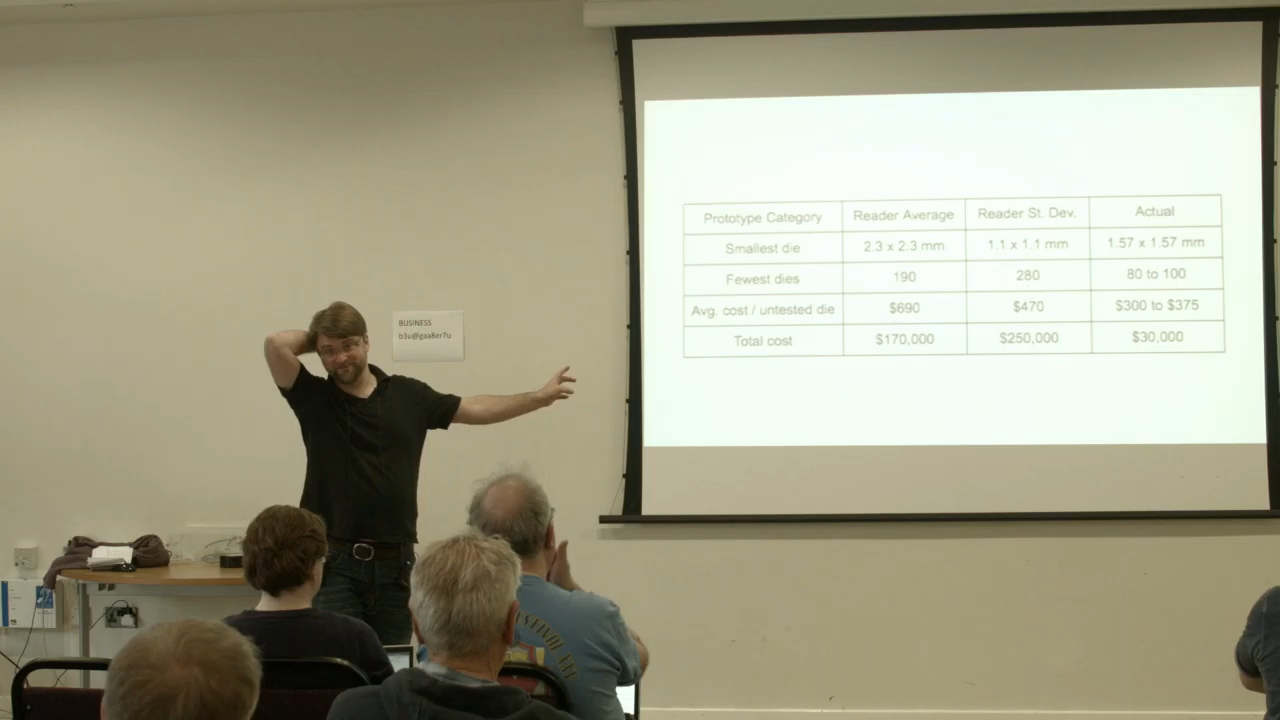 BUSINESS
b3u@gaa8er7u
Prototype Category Reader Average Reader St. Dev. Actual
Smallest die 2.3 x 2.3 mm 1.1 x 1.1 mm 1.57 x 1.57 mm
Fewest dies 190 280 80 to 100
Avg. cost / untested die $690 $470 $300 to $375
Total cost $170,000 $250,000 $30,000